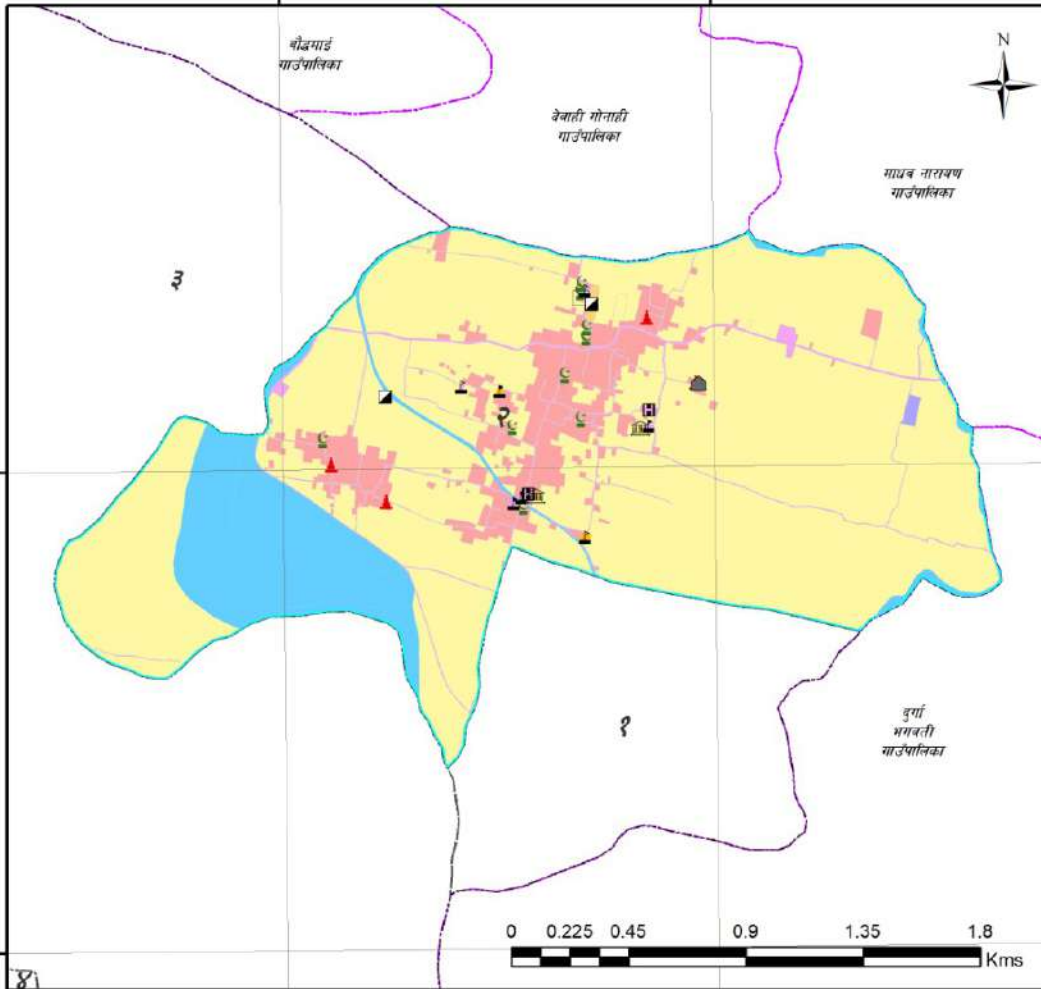 बौद्धमाई
गाउँपालिका
देवाही गोनाही
गाउँपालिका
N
माधव नारायण
गाउँपालिका
३
H
२
H
१
दुर्गा
भगवती
गाउँपालिका
0 0.225 0.45 0.9 1.35 1.8
Kms
४